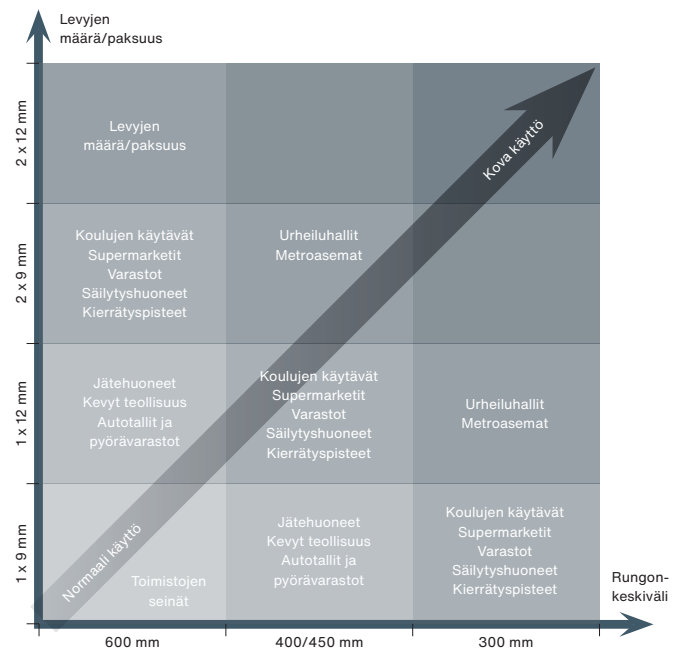 Levyjen
määrä/paksuus
2 x 12 mm
Levyjen
määrä/paksuus
Kova käyttö
2 x 9 mm
Koulujen käytävät
Supermarketit
Varastot
Säilytyshuoneet
Kierrätyspisteet
Urheiluhallit
Metroasemat
1 x 12 mm
Jätehuoneet
Kevyt teollisuus
Autotallit ja
pyörävarastot
Koulujen käytävät
Supermarketit
Varastot
Säilytyshuoneet
Kierrätyspisteet
Urheiluhallit
Metroasemat
1 x 9 mm
Normaali käyttö
Toimistojen
seinät
Jätehuoneet
Kevyt teollisuus
Autotallit ja
pyörävarastot
Koulujen käytävät
Supermarketit
Varastot
Säilytyshuoneet
Kierrätyspisteet
Rungon-
keskiväli
600 mm
400/450 mm
300 mm